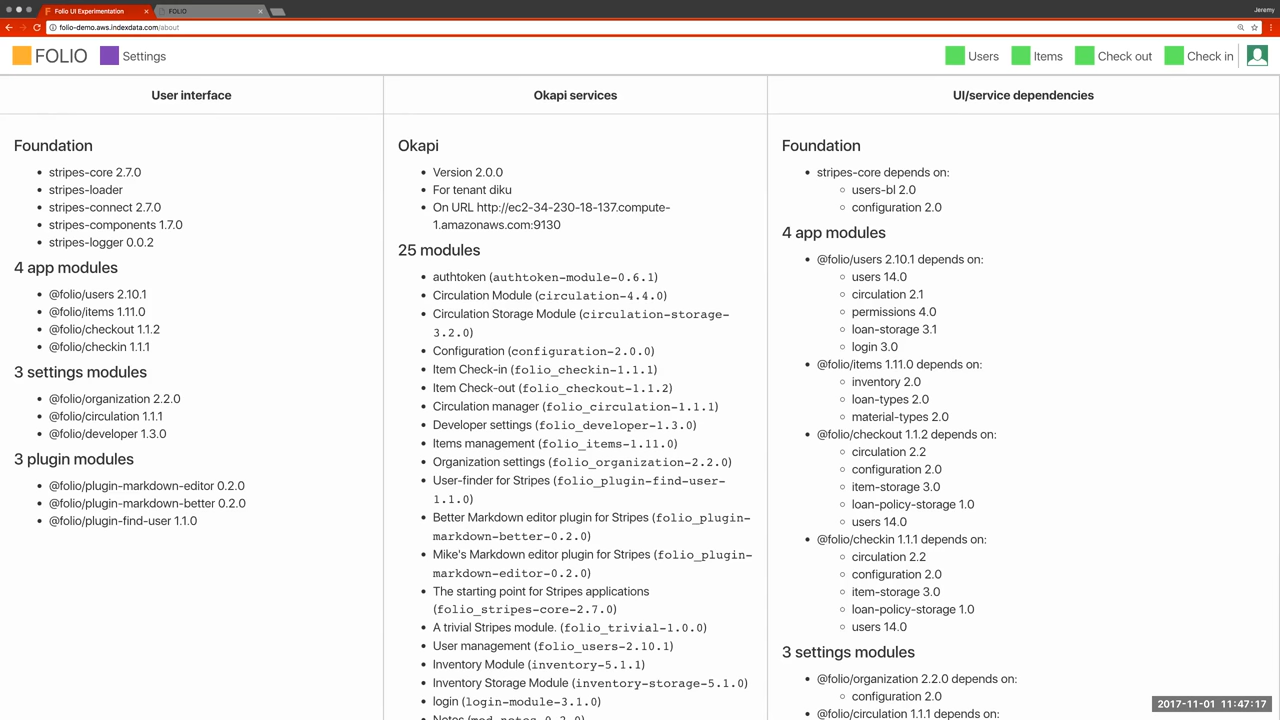 Folio UI Experimentation
FOLIO
Jeremy
folio-demo.aws.indexdata.com/about
FOLIO
Settings
Users
Items
Check out
Check in
User interface
Foundation
stripes-core 2.7.0
stripes-loader
stripes-connect 2.7.0
stripes-components 1.7.0
stripes-logger 0.0.2
4 app modules
@folio/users 2.10.1
@folio/items 1.11.0
@folio/checkout 1.1.2
@folio/checkin 1.1.1
3 settings modules
@folio/organization 2.2.0
@folio/circulation 1.1.1
@folio/developer 1.3.0
3 plugin modules
@folio/plugin-markdown-editor 0.2.0
@folio/plugin-markdown-better 0.2.0
@folio/plugin-find-user 1.1.0
Okapi services
Okapi
Version 2.0.0
For tenant diku
On URL http://ec2-34-230-18-137.compute-
1.amazonaws.com:9130
25 modules
authtoken (authtoken-module-0.6.1)
Circulation Module (circulation-4.4.0)
Circulation Storage Module (circulation-storage-
3.2.0)
Configuration (configuration-2.0.0)
Item Check-in (folio_checkin-1.1.1)
Item Check-out (folio_checkout-1.1.2)
Circulation manager (folio_circulation-1.1.1)
Developer settings (folio_developer-1.3.0)
Items management (folio_items-1.11.0)
Organization settings (folio_organization-2.2.0)
User-finder for Stripes (folio_plugin-find-user-
1.1.0)
Better Markdown editor plugin for Stripes (folio_plugin-
markdown-better-0.2.0)
Mike's Markdown editor plugin for Stripes (folio_plugin-
markdown-editor-0.2.0)
The starting point for Stripes applications
(folio_stripes-core-2.7.0)
A trivial Stripes module. (folio_trivial-1.0.0)
User management (folio_users-2.10.1)
Inventory Module (inventory-5.1.1)
Inventory Storage Module (inventory-storage-5.1.0)
login (login-module-3.1.0)
Notes (mod_notes-0.2.0)
UI/service dependencies
Foundation
stripes-core depends on:
users-bl 2.0
configuration 2.0
4 app modules
@folio/users 2.10.1 depends on:
users 14.0
circulation 2.1
permissions 4.0
loan-storage 3.1
login 3.0
@folio/items 1.11.0 depends on:
inventory 2.0
loan-types 2.0
material-types 2.0
@folio/checkout 1.1.2 depends on:
circulation 2.2
configuration 2.0
item-storage 3.0
loan-policy-storage 1.0
users 14.0
@folio/checkin 1.1.1 depends on:
circulation 2.2
configuration 2.0
item-storage 3.0
loan-policy-storage 1.0
users 14.0
3 settings modules
@folio/organization 2.2.0 depends on:
configuration 2.0
@folio/circulation 1.1.1 depends on:
2017-11-01 11:47:17